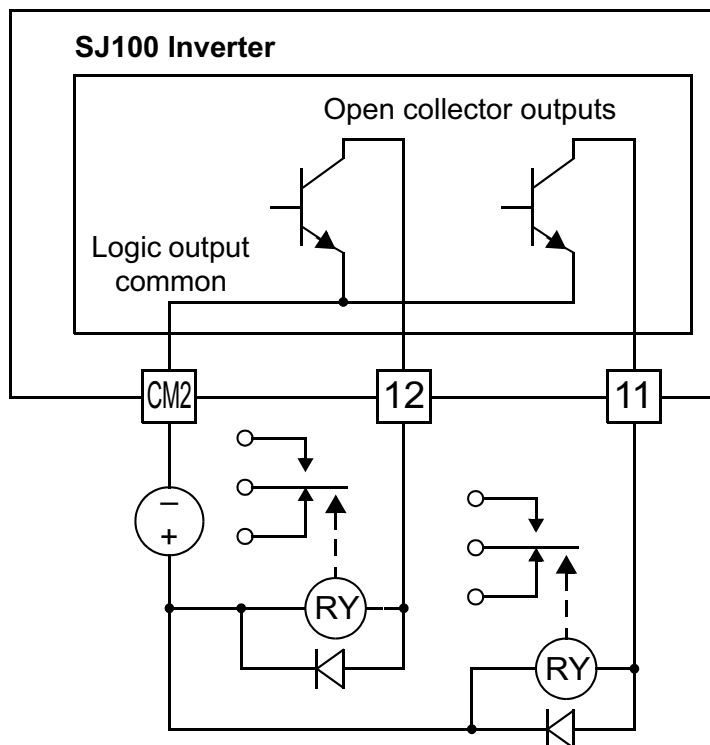 SJ100 Inverter
Open collector outputs
Logic output
common
CM2
12
11
–
+
RY
RY